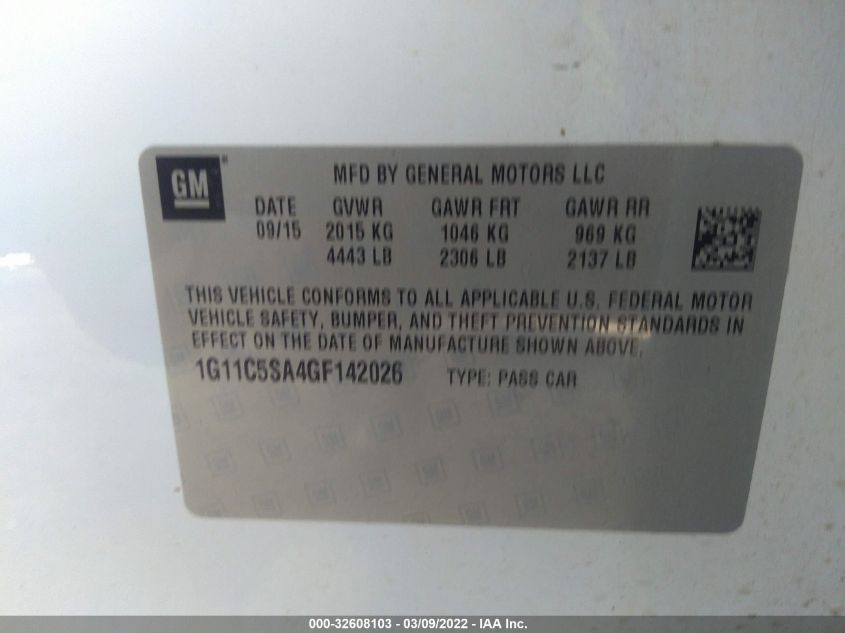 GM
MFD BY GENERAL MOTORS LLC
DATE GVWR GAWR FRT GAWR RR
09/15 2015 KG 1046 KG 969 KG
4443 LB 2306 LB 2137 LB
THIS VEHICLE CONFORMS TO ALL APPLICABLE U.S. FEDERAL MOTOR
VEHICLE SAFETY, BUMPER, AND THEFT PREVENTION STANDARDS IN
EFFECT ON THE DATE OF MANUFACTURE SHOWN ABOVE.
1G11C5SA4GF142026 TYPE: PASS CAR
000-32608103 - 03/09/2022 - IAA Inc.